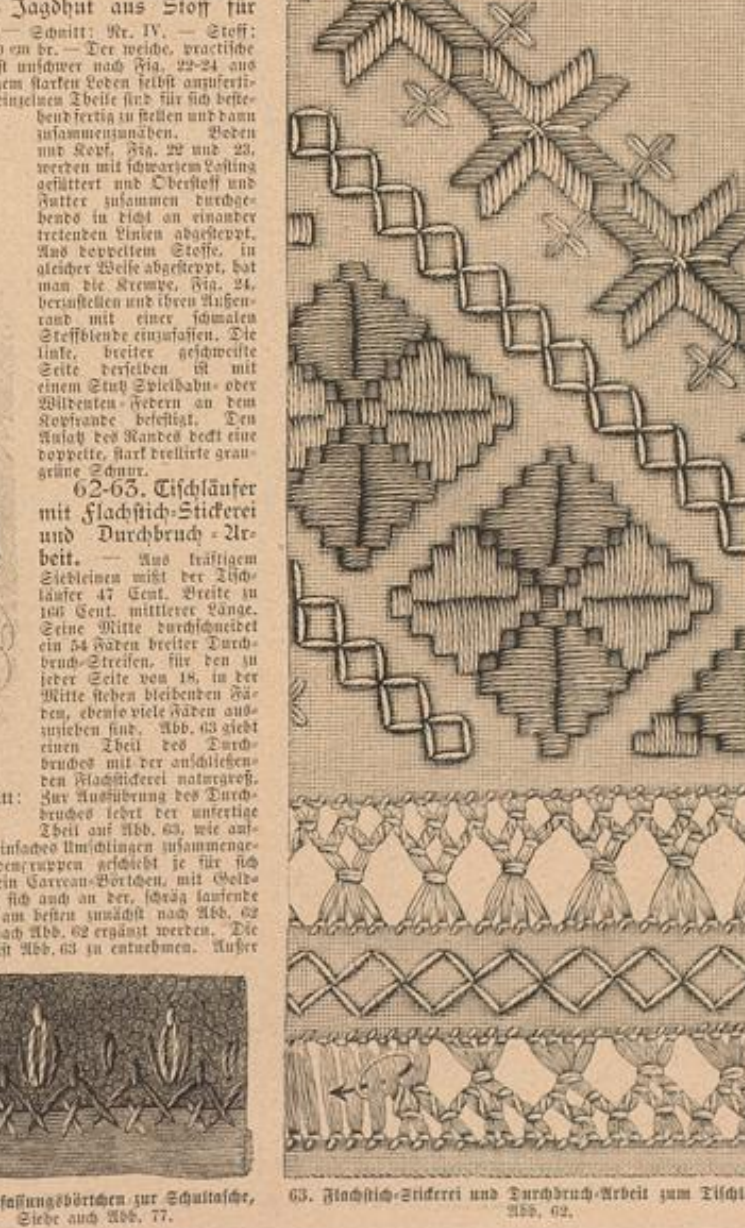 Jagdhut aus Stoff für
— Schnitt: Nr. IV. — Stoff:
br. — Der weiche, practische
unschwer nach Fig. 22-24 aus
starken Loden selbst anzuferti-
einzelnen Theile sind für sich beste-
hend fertig zu stellen und dann
zusammenzunähen. Boden
und Kopf, Fig. 22 und 23,
werden mit schwarzem Lasting
gefüttert und Oberstoff und
Futter zusammen durchge-
hends in dicht an einander
tretenden Linien abgesteppt.
Aus doppeltem Stoffe, in
gleicher Weise abgesteppt, hat
man die Krempe, Fig. 24,
herzustellen und ihren Außen-
rand mit einer schmalen
Stoffblende einzufassen. Die
linke, breiter geschweifte
Seite derselben ist mit
einem Stutz Spielhahn- oder
Wildenten-Federn an dem
Kopfrande befestigt. Den
Ansatz des Randes deckt eine
doppelte, stark drellirte grau-
grüne Schnur.
62-63. Tischläufer
mit Flachstich-Stickerei
und Durchbruch-Ar-
beit. — Aus kräftigem
Siebleinen mißt der Tisch-
läufer 47 Cent. Breite zu
166 Cent. mittlerer Länge.
Seine Mitte durchschneidet
ein 54 Fäden breiter Durch-
bruch-Streifen, für den zu
jeder Seite von 18, in der
Mitte stehen bleibenden Fä-
den, ebenso viele Fäden aus-
zuziehen sind. Abb. 63 giebt
einen Theil des Durch-
bruches mit der anschließen-
den Flachstickerei naturgroß.
Zur Ausführung des Durch-
bruches lehrt der unfertige
Theil auf Abb. 63, wie auf-
einfaches Umschlingen zusammenge-
dengruppen geschieht je für sich
ein Carreau-Börtchen, mit Gold-
sich auch an der, schräg laufende
am besten zunächst nach Abb. 62
nach Abb. 62 ergänzt werden. Die
ist Abb. 63 zu entnehmen. Außer
fassungsbörtchen zur Schultasche,
Siehe auch Abb. 77.
63. Flachstich-Stickerei und Durchbruch-Arbeit zum Tischl
Abb. 62.